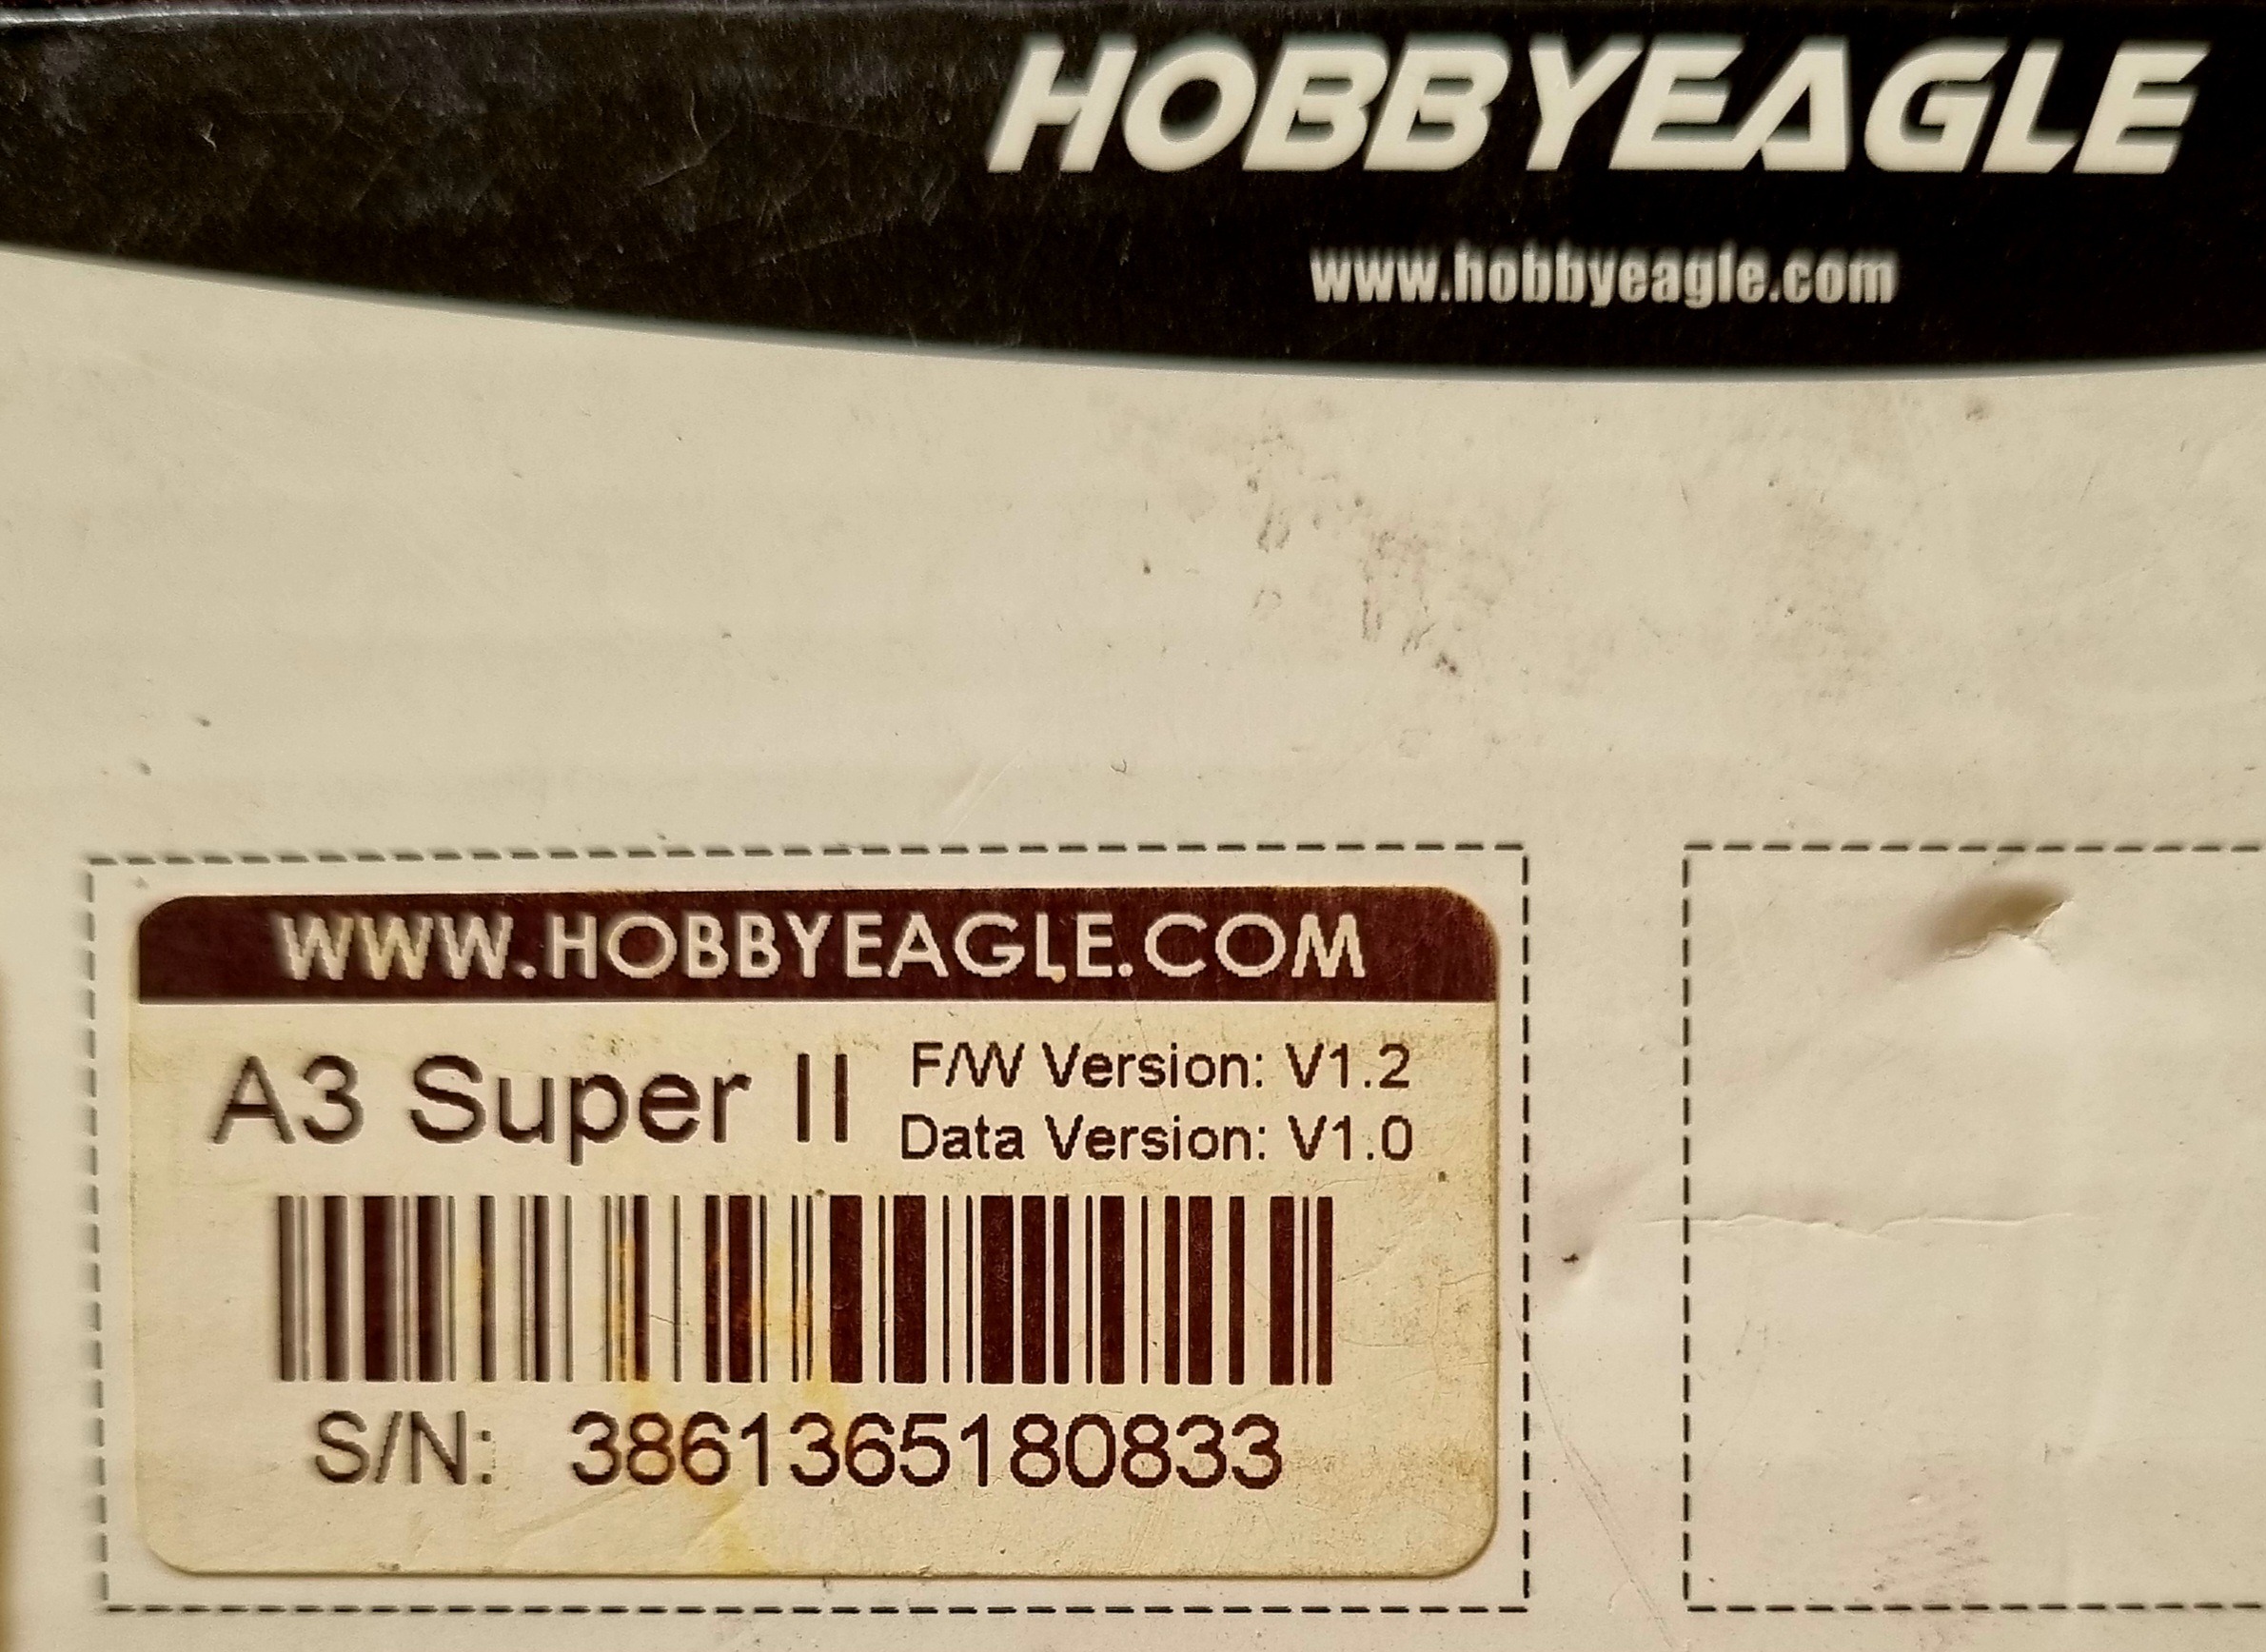 HOBBYEAGLE
www.hobbyeagle.com
WWW.HOBBYEAGLE.COM
A3 Super II
F/W Version: V1.2
Data Version: V1.0
S/N: 3861365180833